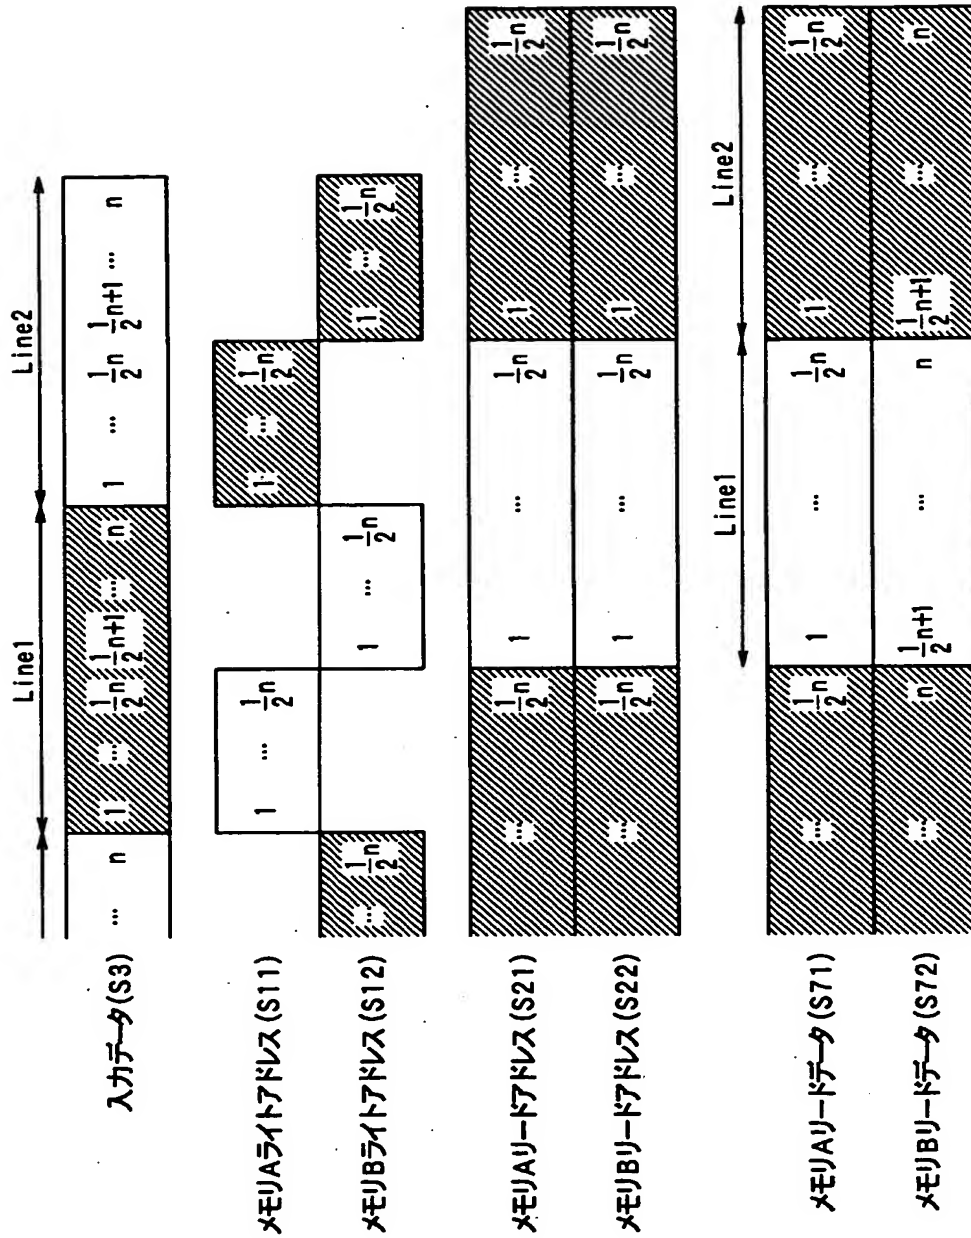 Line1 Line2
入力データ(S3) ... n 1 ... 1/2n 1/2n+1 ... n 1 ... 1/2n 1/2n+1 ... n
メモリAライトアドレス(S11) 1 ... 1/2n 1 ... 1/2n
メモリBライトアドレス(S12) ... 1/2n 1 ... 1/2n 1 ... 1/2n
メモリAリードアドレス(S21) ... 1/2n 1 ... 1/2n 1 ... 1/2n
メモリBリードアドレス(S22) ... 1/2n 1 ... 1/2n 1 ... 1/2n
Line1 Line2
メモリAリードデータ(S71) ... 1/2n 1 ... 1/2n 1 ... 1/2n
メモリBリードデータ(S72) ... n 1/2n+1 ... n 1/2n+1 ... n